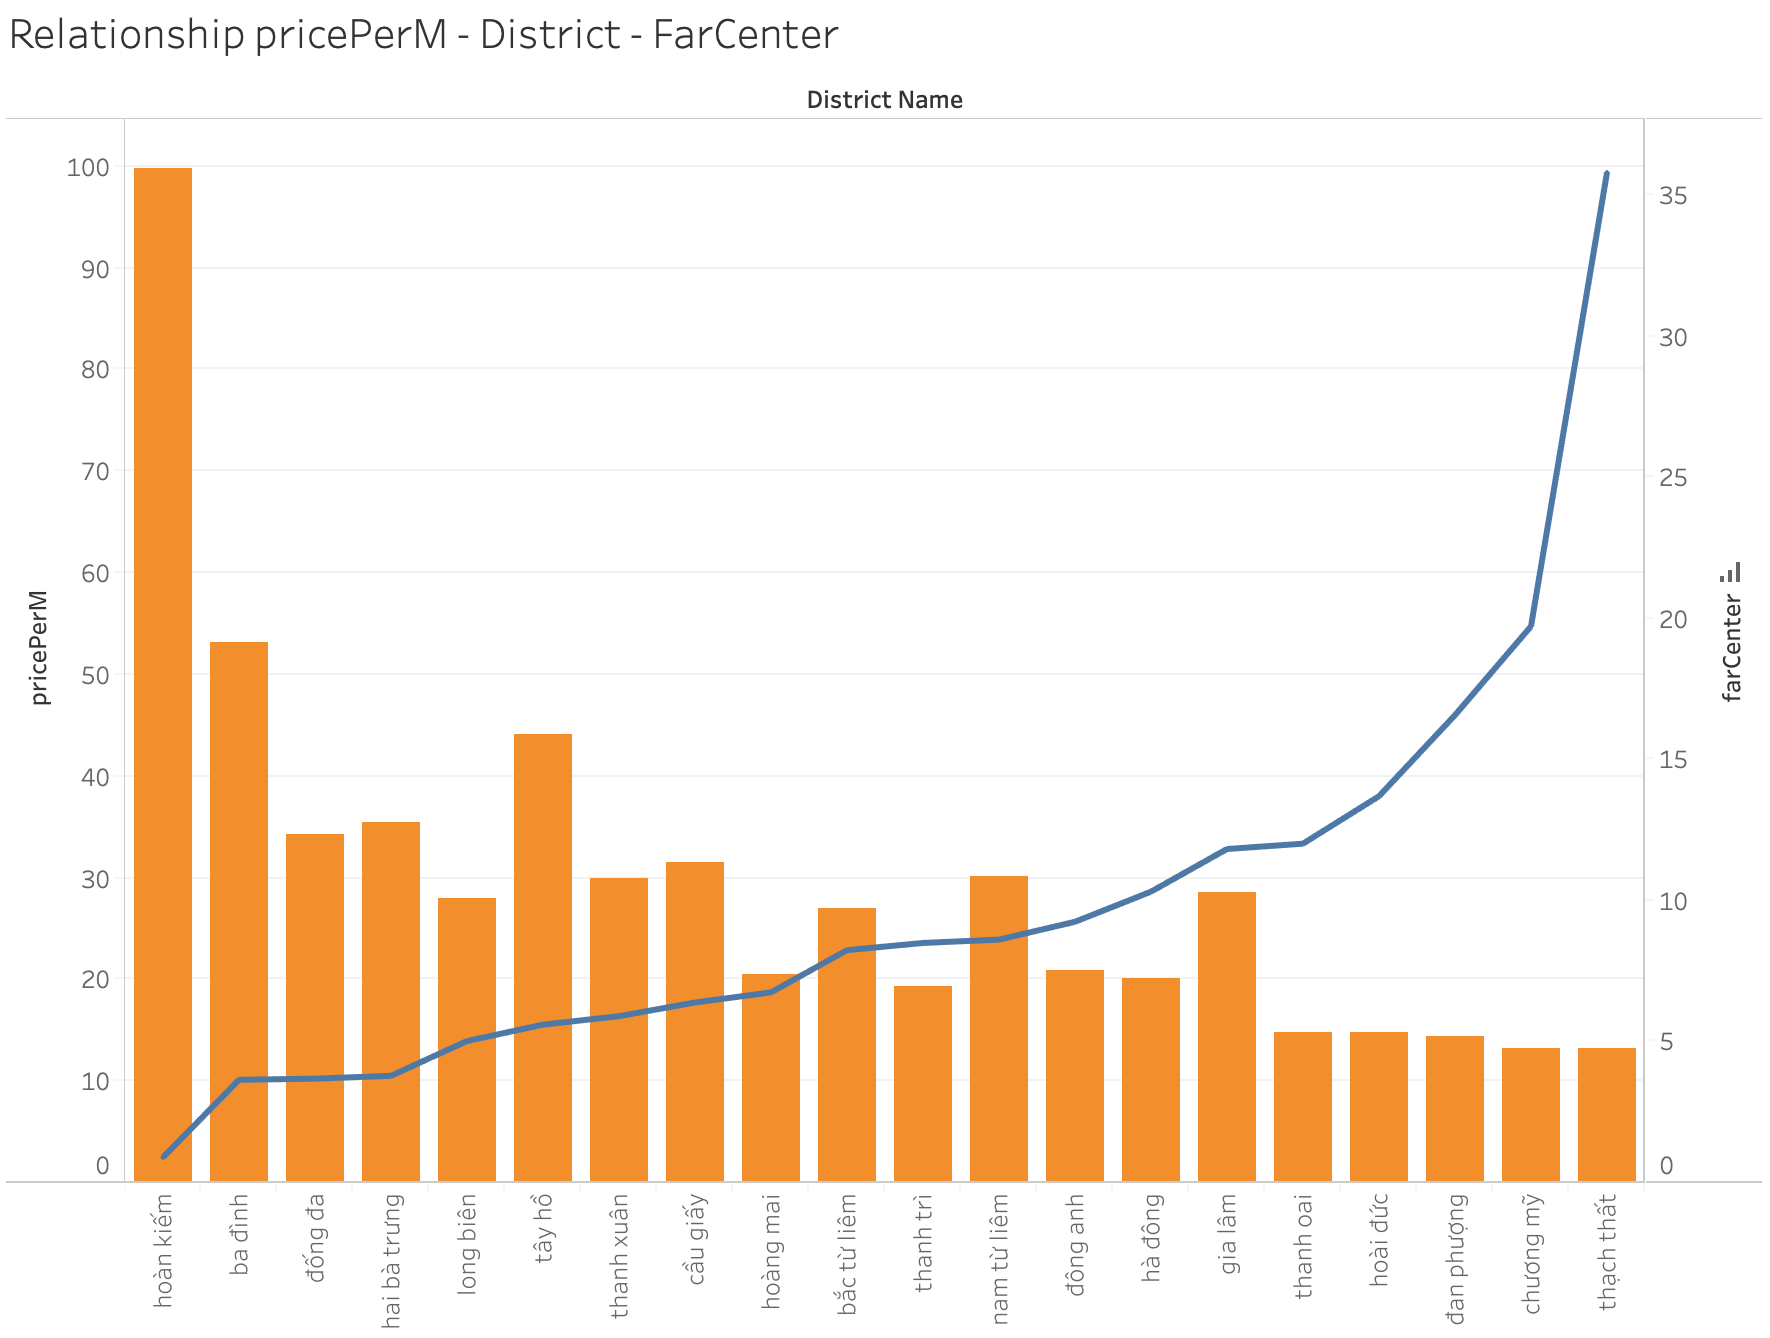 Relationship pricePerM - District - FarCenter
District Name
pricePerM
100
90
80
70
60
50
40
30
20
10
0
farCenter
35
30
25
20
15
10
5
0
hoàn kiếm
ba đình
đống đa
hai bà trưng
long biên
tây hồ
thanh xuân
cầu giấy
hoàng mai
bắc từ liêm
thanh trì
nam từ liêm
đông anh
hà đông
gia lâm
thanh oai
hoài đức
đan phượng
chương mỹ
thạch thất